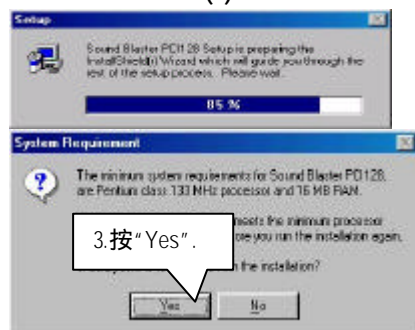 Setup
Sound Blaster PCI128 Setup is preparing the
InstallShield(r) Wizard which will guide you through the
rest of the setup process. Please wait.
85 %
System Requirement
The minimum system requirements for Sound Blaster PCI128
are Pentium class 133 MHz processor and 16 MB RAM.
meets the minimum processor
before you run the installation again.
the installation?
3.按“Yes”.
Yes
No